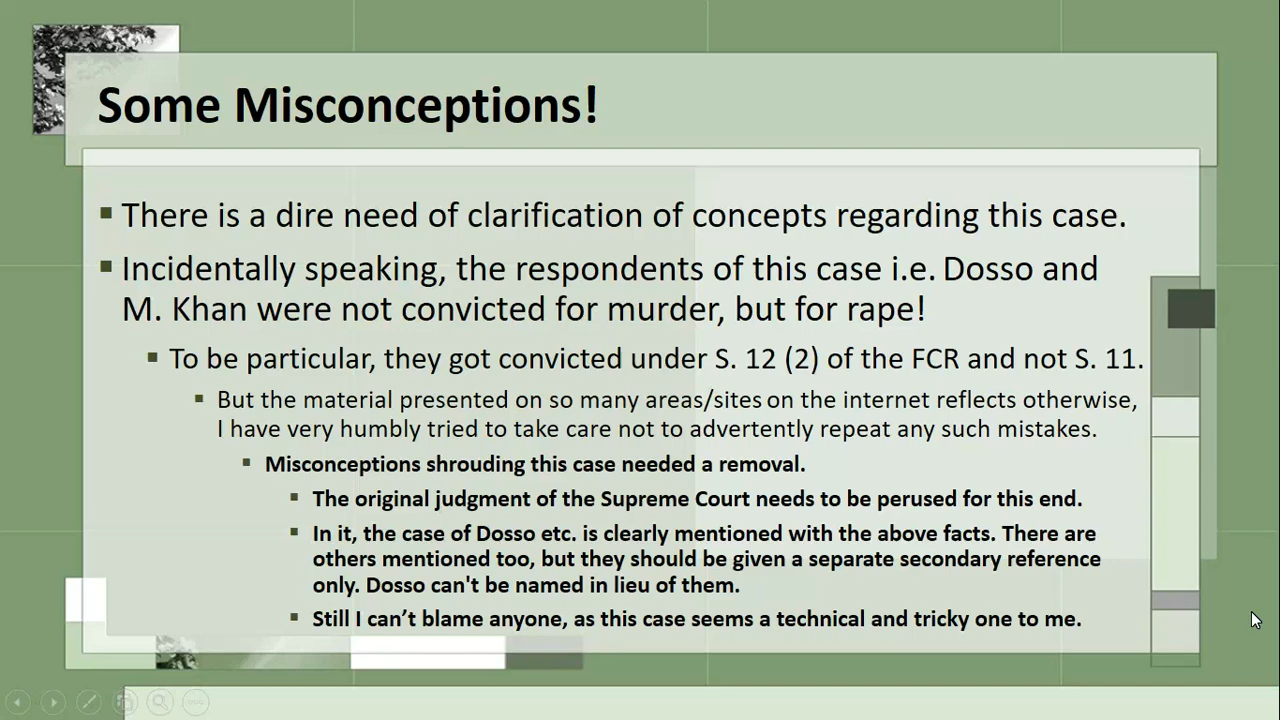 Some Misconceptions!
There is a dire need of clarification of concepts regarding this case.
Incidentally speaking, the respondents of this case i.e. Dosso and
M. Khan were not convicted for murder, but for rape!
To be particular, they got convicted under S. 12 (2) of the FCR and not S. 11.
But the material presented on so many areas/sites on the internet reflects otherwise,
I have very humbly tried to take care not to advertently repeat any such mistakes.
Misconceptions shrouding this case needed a removal.
The original judgment of the Supreme Court needs to be perused for this end.
In it, the case of Dosso etc. is clearly mentioned with the above facts. There are
others mentioned too, but they should be given a separate secondary reference
only. Dosso can't be named in lieu of them.
Still I can’t blame anyone, as this case seems a technical and tricky one to me.